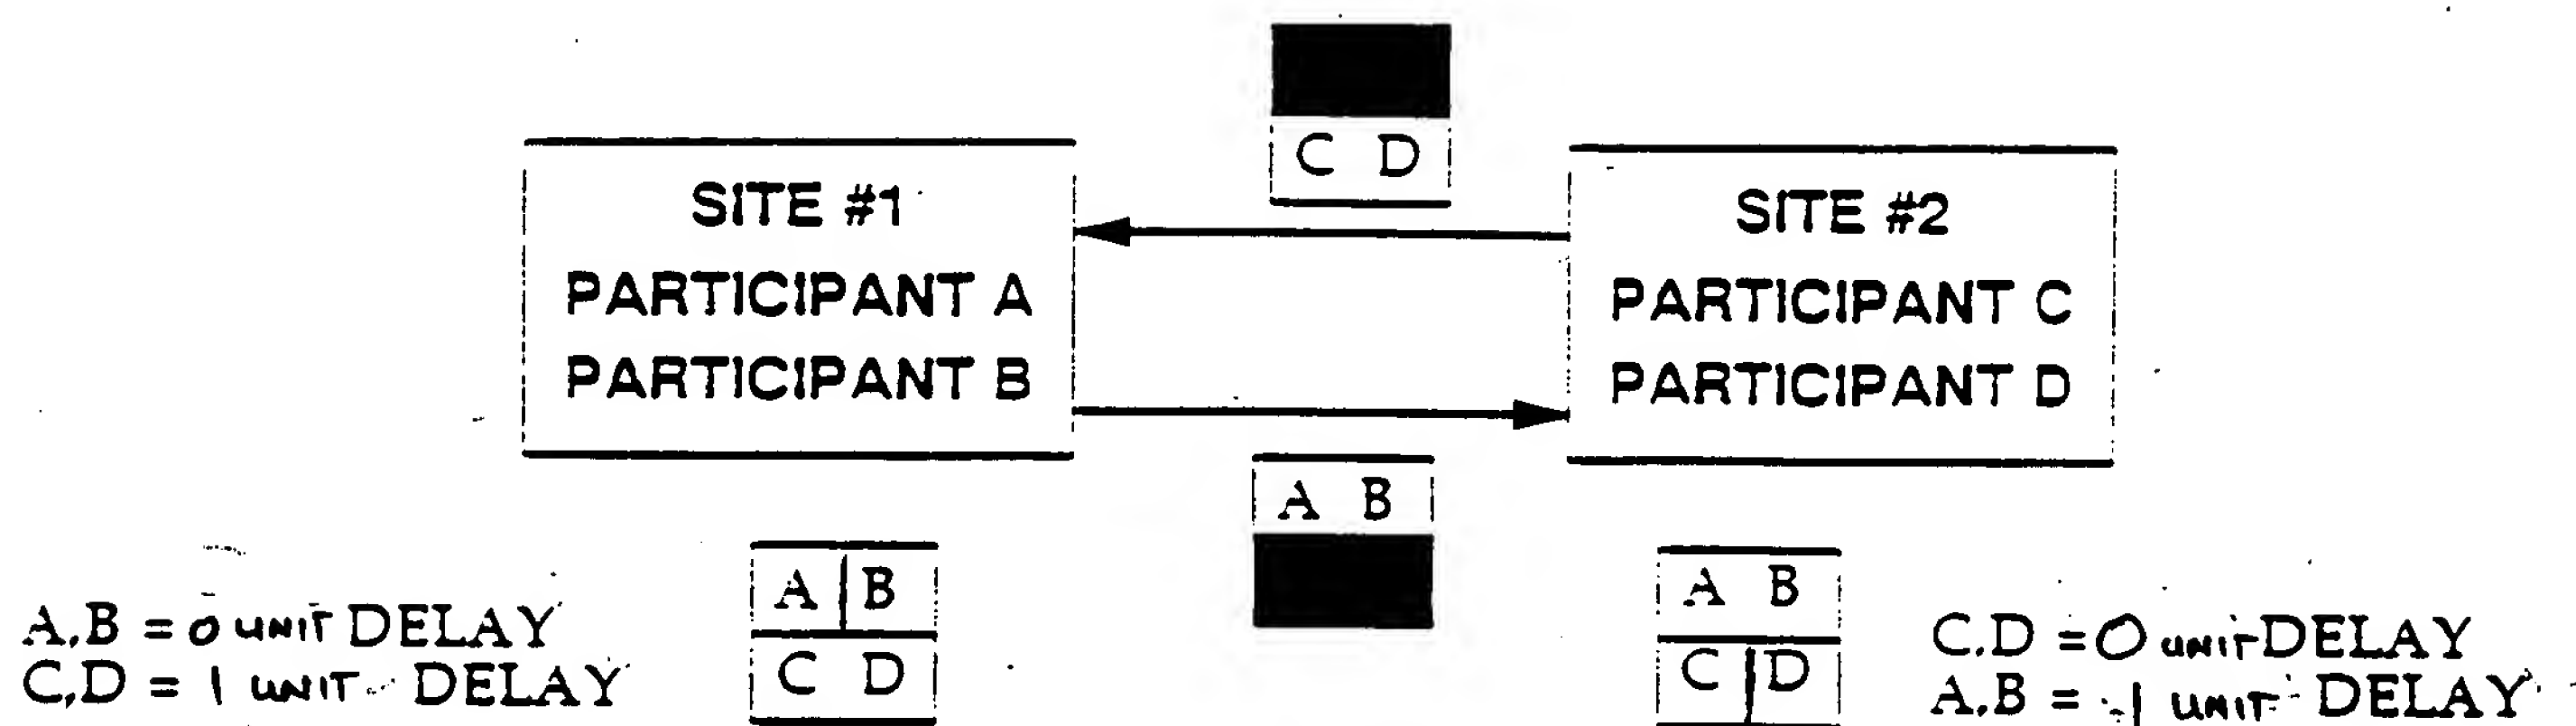 C D
SITE #1
PARTICIPANT A
PARTICIPANT B
SITE #2
PARTICIPANT C
PARTICIPANT D
A B
A B
C D
A B
C D
A,B = 0 UNIT DELAY
C,D = 1 UNIT DELAY
C,D = 0 UNIT DELAY
A,B = 1 UNIT DELAY